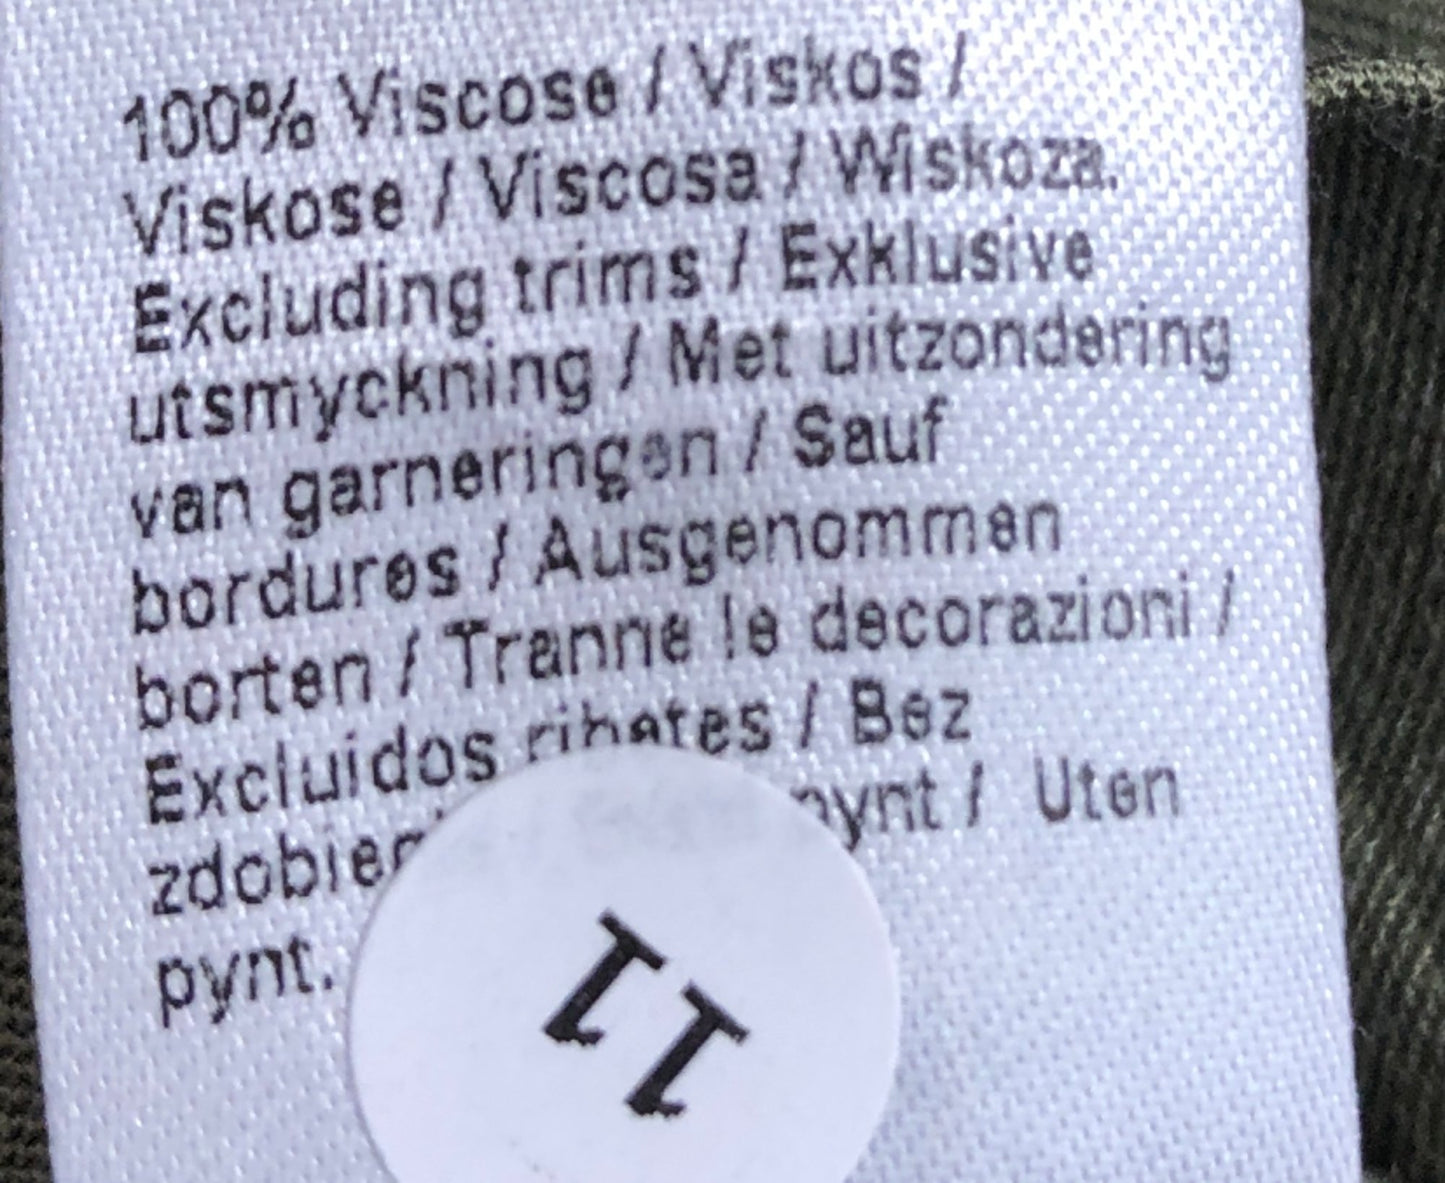 100% Viscose / Viskos /
Viskose / Viscosa / Wiskoza.
Excluding trims / Exklusive
utsmyckning / Met uitzondering
van garneringen / Sauf
bordures / Ausgenommen
borten / Tranne le decorazioni /
Excluidos ribetes / Bez
pynt / Uten
pynt.
11